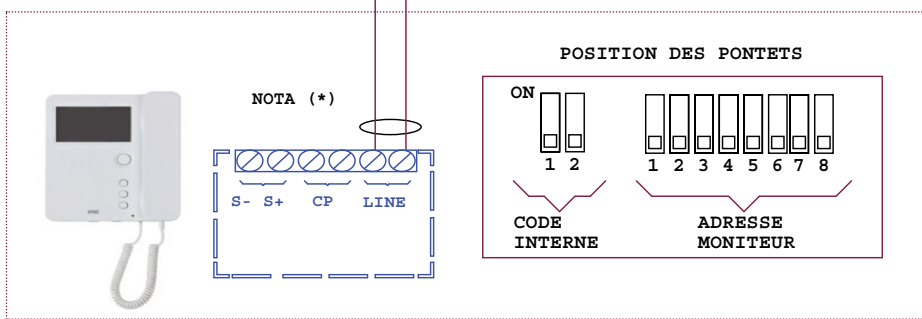 POSITION DES PONTETS
NOTA (*)
ON
1 2
1 2 3 4 5 6 7 8
S- S+ CP LINE
CODE
INTERNE
ADRESSE
MONITEUR